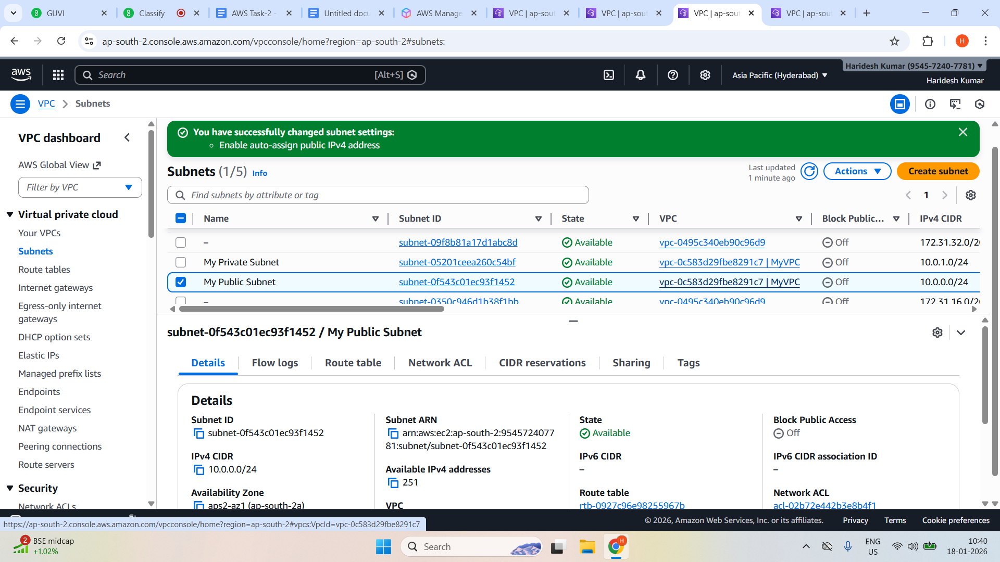 GUVI
Classify
AWS Task-2 -
Untitled docu
AWS Manage
VPC | ap-sout
VPC | ap-sout
VPC | ap-sout
VPC | ap-sout
ap-south-2.console.aws.amazon.com/vpcconsole/home?region=ap-south-2#subnets:
H
aws
Search
[Alt+S]
Asia Pacific (Hyderabad)
Haridesh Kumar (9545-7240-7781)
Haridesh Kumar
VPC
Subnets
VPC dashboard
AWS Global View
Filter by VPC
Virtual private cloud
Your VPCs
Subnets
Route tables
Internet gateways
Egress-only internet
gateways
DHCP option sets
Elastic IPs
Managed prefix lists
Endpoints
Endpoint services
NAT gateways
Peering connections
Route servers
Security
Network ACLs
You have successfully changed subnet settings:
Enable auto-assign public IPv4 address
Subnets (1/5) Info
Last updated
1 minute ago
Actions
Create subnet
Find subnets by attribute or tag
1
Name Subnet ID State VPC Block Public... IPv4 CIDR
– subnet-09f8b81a17d1abc8d Available vpc-0495c340eb90c96d9 Off 172.31.32.0/20
My Private Subnet subnet-05201ceea260c54bf Available vpc-0c583d29fbe8291c7 | MyVPC Off 10.0.1.0/24
My Public Subnet subnet-0f543c01ec93f1452 Available vpc-0c583d29fbe8291c7 | MyVPC Off 10.0.0.0/24
– subnet-0350c946d1b38f1bb Available vpc-0495c340eb90c96d9 Off 172.31.16.0/20
subnet-0f543c01ec93f1452 / My Public Subnet
Details Flow logs Route table Network ACL CIDR reservations Sharing Tags
Details
Subnet ID
subnet-0f543c01ec93f1452
IPv4 CIDR
10.0.0.0/24
Availability Zone
aps2-az1 (ap-south-2a)
Subnet ARN
arn:aws:ec2:ap-south-2:9545724077
81:subnet/subnet-0f543c01ec93f1452
Available IPv4 addresses
251
VPC
State
Available
IPv6 CIDR
–
Route table
rtb-0927c96e98255967b
Block Public Access
Off
IPv6 CIDR association ID
–
Network ACL
acl-02b72e442b3e8b4f1
https://ap-south-2.console.aws.amazon.com/vpcconsole/home?region=ap-south-2#vpcs:VpcId=vpc-0c583d29fbe8291c7
© 2026, Amazon Web Services, Inc. or its affiliates.
Privacy
Terms
Cookie preferences
2
BSE midcap
+1.02%
Search
H
ENG
US
10:40
18-01-2026